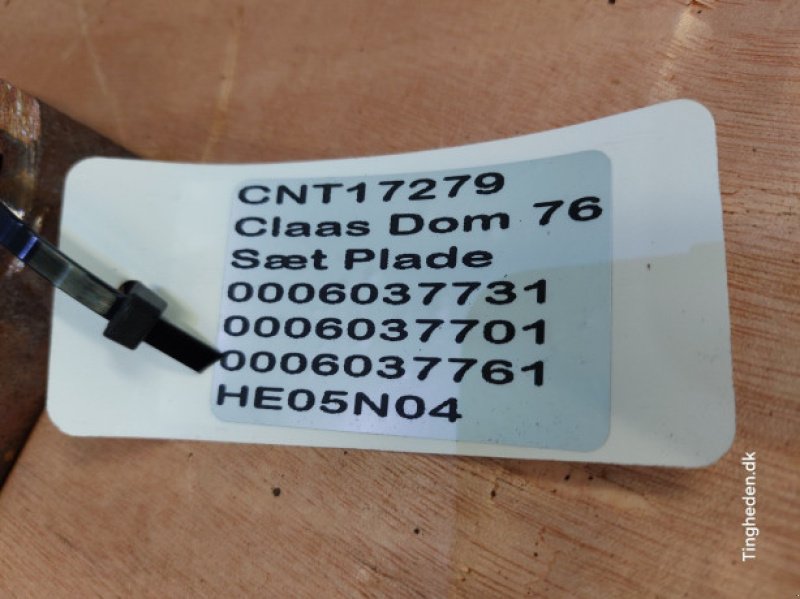 CNT17279
Claas Dom 76
Sæt Plade
0006037731
0006037701
0006037761
HE05N04
Tingheden.dk